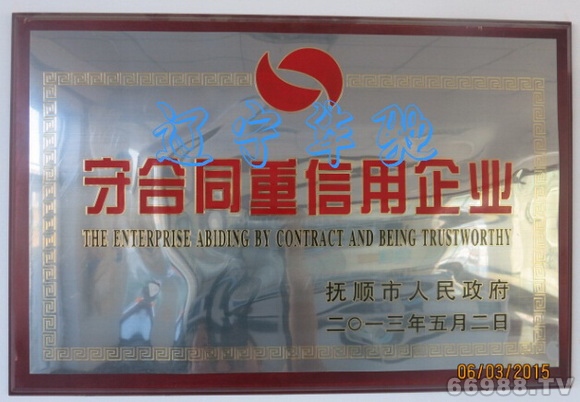 辽宁华驰
守合同重信用企业
THE ENTERPRISE ABIDING BY CONTRACT AND BEING TRUSTWORTHY
抚顺市人民政府
二〇一三年五月二日
06/03/2015
66988.TV